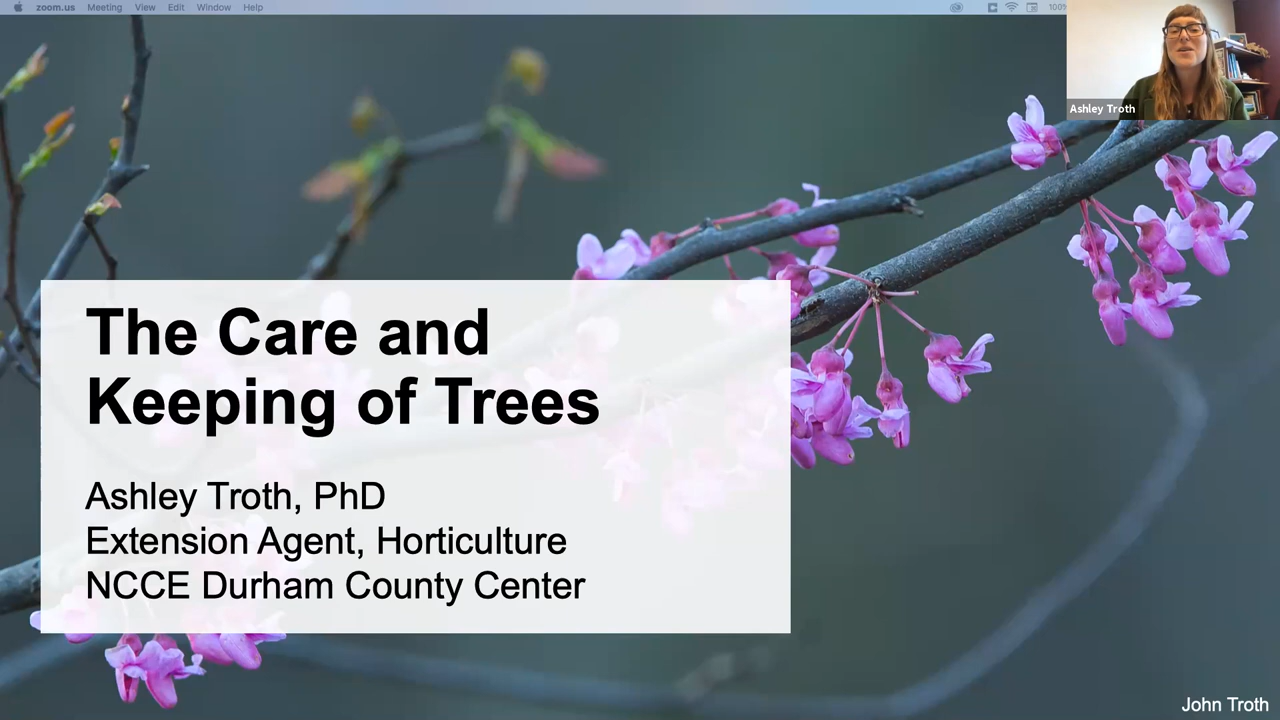 zoom.us Meeting View Edit Window Help 100%
Ashley Troth
The Care and
Keeping of Trees
Ashley Troth, PhD
Extension Agent, Horticulture
NCCE Durham County Center
John Troth